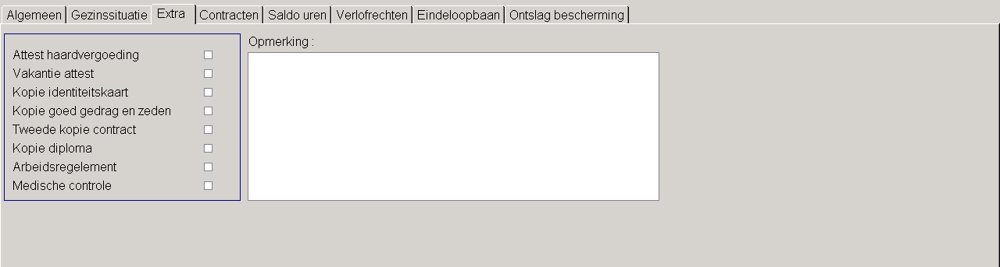 Algemeen Gezinssituatie Extra Contracten Saldo uren Verlofrechten Eindeloopbaan Ontslag bescherming
Opmerking :
Attest haardvergoeding
Vakantie attest
Kopie identiteitskaart
Kopie goed gedrag en zeden
Tweede kopie contract
Kopie diploma
Arbeidsregelement
Medische controle